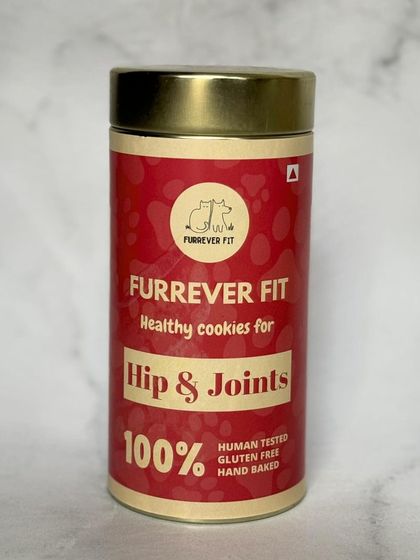 FURREVER FIT
FURREVER FIT
Healthy cookies for
Hip & Joints
100%
HUMAN TESTED
GLUTEN FREE
HAND BAKED